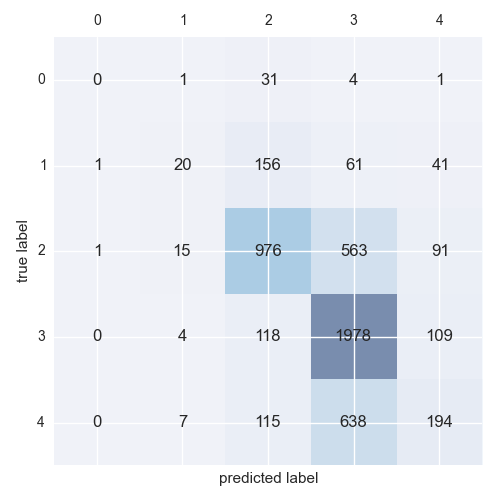 0 1 2 3 4
0 0 1 31 4 1
1 1 20 156 61 41
2 1 15 976 563 91
3 0 4 118 1978 109
4 0 7 115 638 194
true label
predicted label